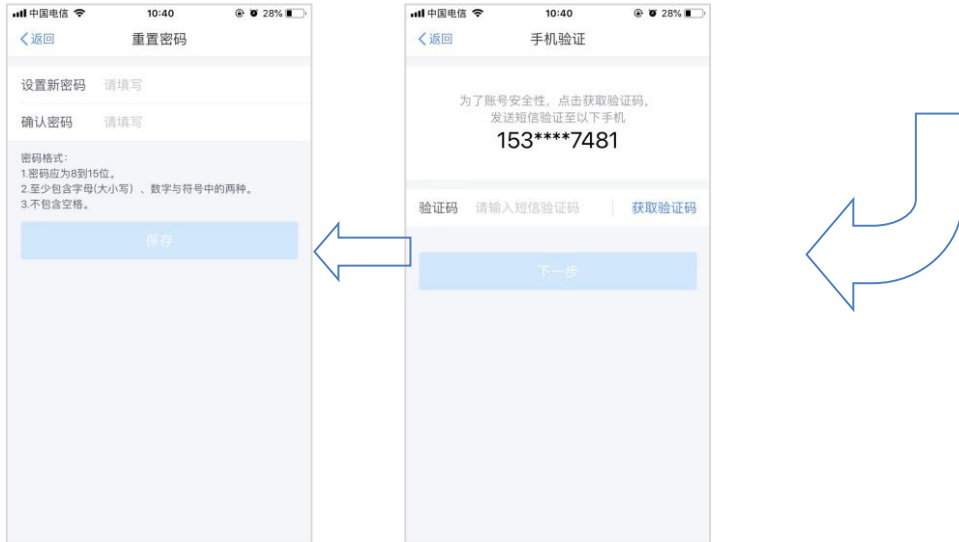 中国电信 10:40 28%
返回 重置密码
设置新密码 请填写
确认密码 请填写
密码格式:
1.密码应为8到15位。
2.至少包含字母(大小写）、数字与符号中的两种。
3.不包含空格。
保存
中国电信 10:40 28%
返回 手机验证
为了账号安全性，点击获取验证码，
发送短信验证至以下手机
153****7481
验证码 请输入短信验证码 获取验证码
下一步